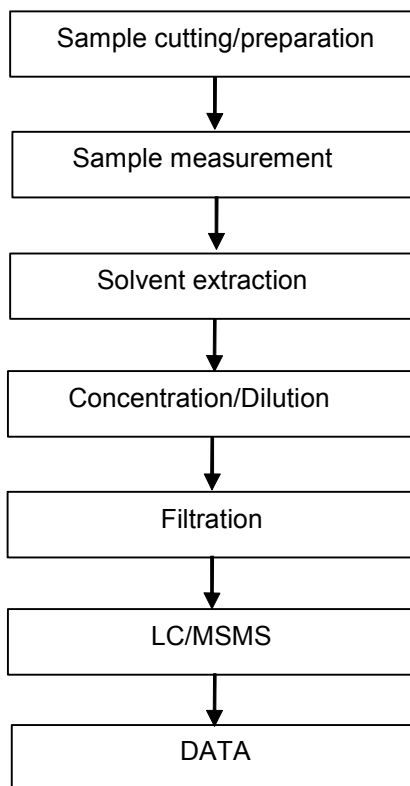 Sample cutting/preparation
Sample measurement
Solvent extraction
Concentration/Dilution
Filtration
LC/MSMS
DATA